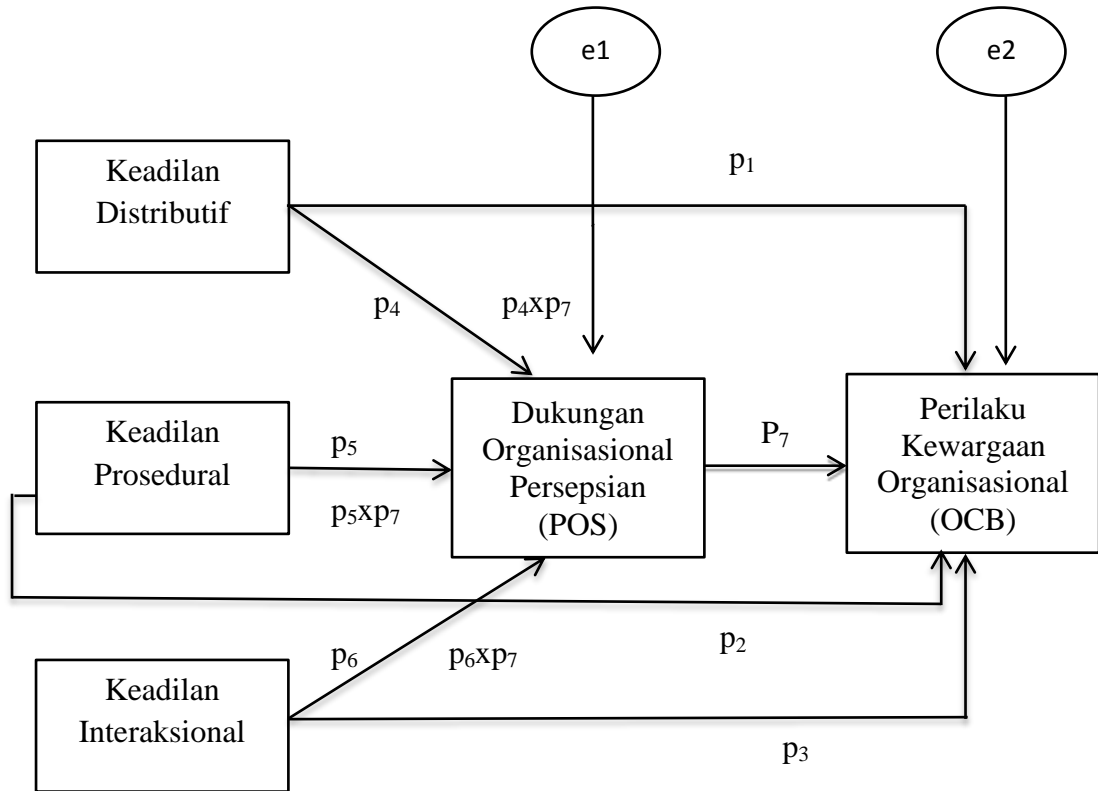 e1
e2
Keadilan
Distributif
p₁
p₄
p₄xp₇
Keadilan
Prosedural
p₅
p₅xp₇
Dukungan
Organisasional
Persepsian
(POS)
P₇
Perilaku
Kewargaan
Organisasional
(OCB)
Keadilan
Interaksional
p₆
p₆xp₇
p₂
p₃